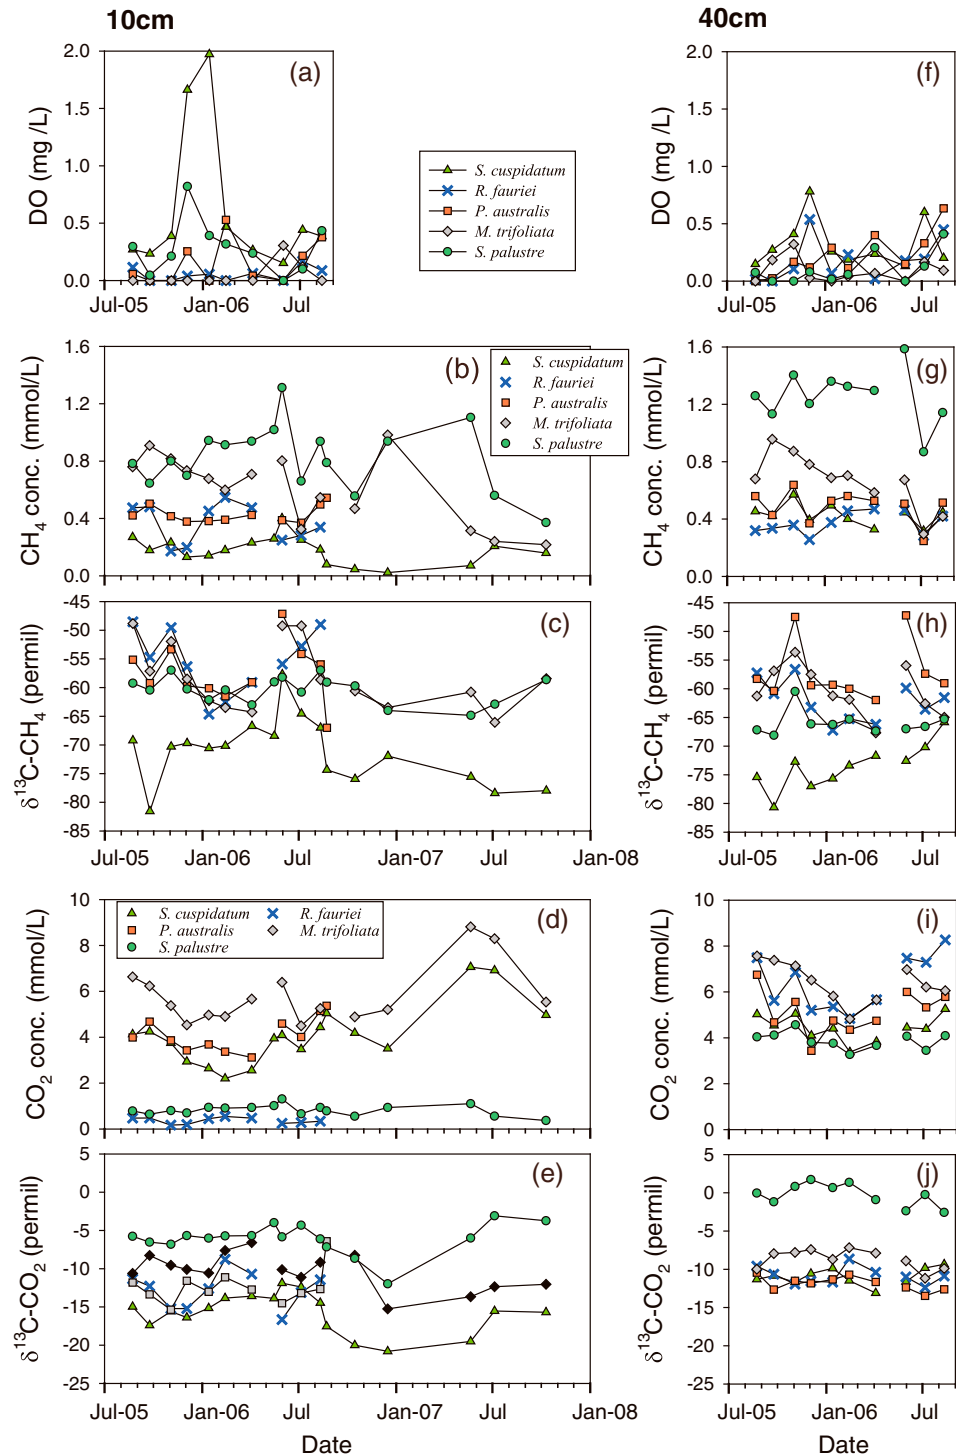 10cm
40cm
2.0
1.5
1.0
0.5
0.0
DO (mg /L)
(a)
Jul-05
Jan-06
Jul
S. cuspidatum
R. fauriei
P. australis
M. trifoliata
S. palustre
2.0
1.5
1.0
0.5
0.0
DO (mg /L)
(f)
Jul-05
Jan-06
Jul
1.6
1.2
0.8
0.4
0.0
CH4 conc. (mmol/L)
(b)
S. cuspidatum
R. fauriei
P. australis
M. trifoliata
S. palustre
1.6
1.2
0.8
0.4
0.0
CH4 conc. (mmol/L)
(g)
-45
-50
-55
-60
-65
-70
-75
-80
-85
δ13C-CH4 (permil)
(c)
Jul-05
Jan-06
Jul
Jan-07
Jul
Jan-08
-45
-50
-55
-60
-65
-70
-75
-80
-85
δ13C-CH4 (permil)
(h)
Jul-05
Jan-06
Jul
10
8
6
4
2
0
CO2 conc. (mmol/L)
(d)
S. cuspidatum
R. fauriei
P. australis
M. trifoliata
S. palustre
10
8
6
4
2
0
CO2 conc. (mmol/L)
(i)
5
0
-5
-10
-15
-20
-25
δ13C-CO2 (permil)
(e)
Jul-05
Jan-06
Jul
Jan-07
Jul
Jan-08
Date
5
0
-5
-10
-15
-20
-25
δ13C-CO2 (permil)
(j)
Jul-05
Jan-06
Jul
Date